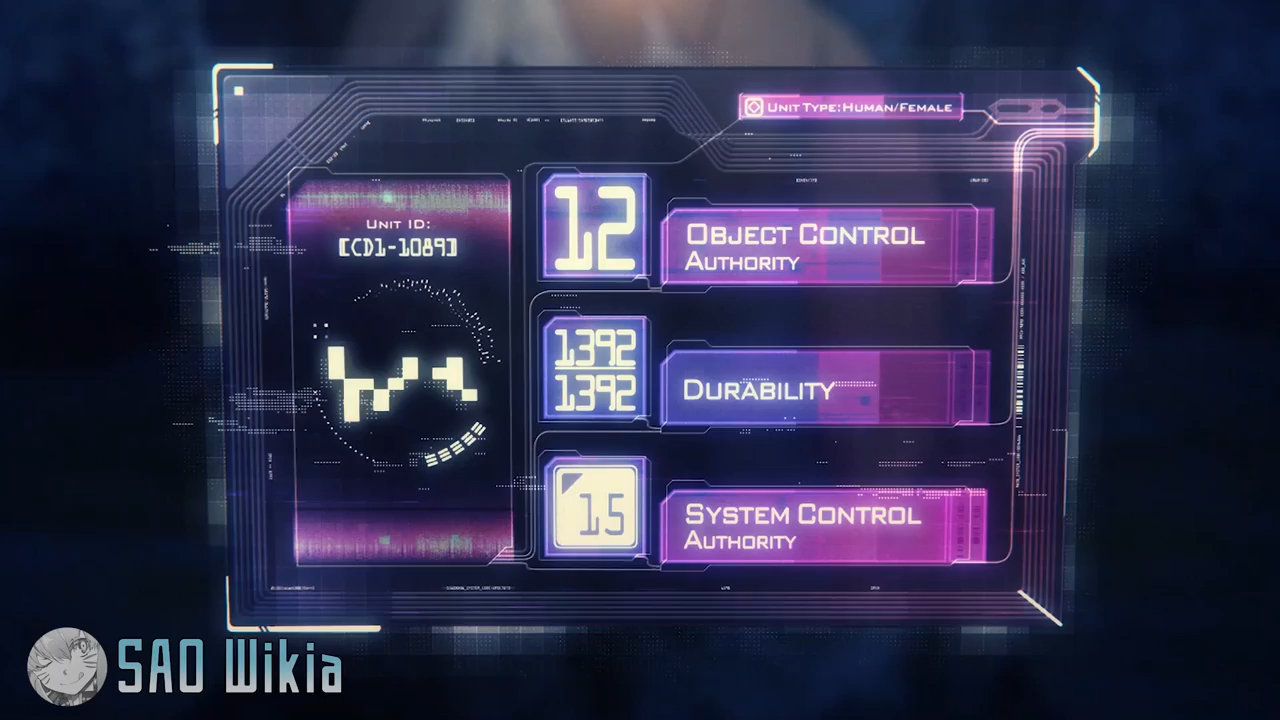 Unit Type:Human/Female
Unit ID:
[CD1-1089]
12
Object Control
Authority
1392
1392
Durability
15
System Control
Authority
SAO Wikia